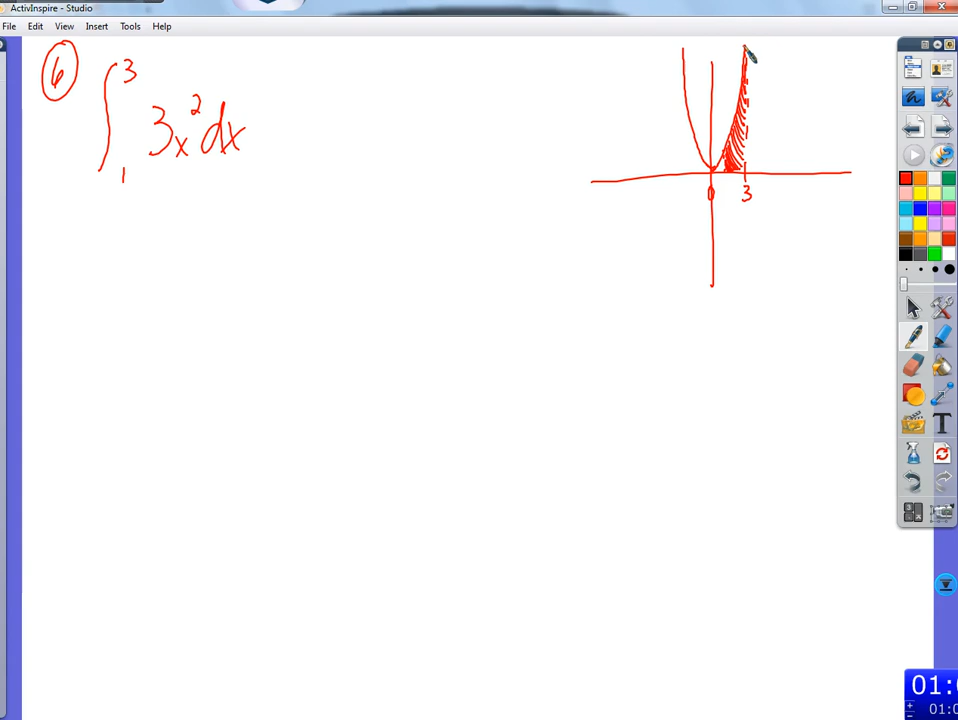 ActivInspire - Studio
File Edit View Insert Tools Help
6 ∫₁³ 3x² dx
0 3
T
01:0
01:0